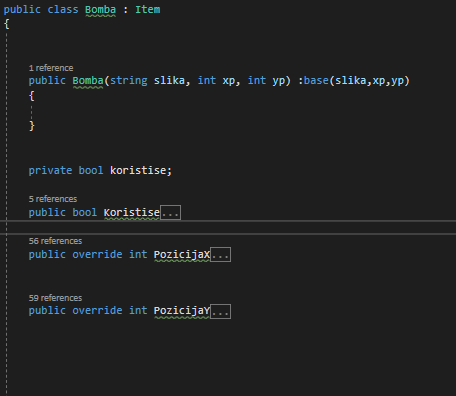 public class Bomba : Item
{
1 reference
public Bomba(string slika, int xp, int yp) :base(slika,xp,yp)
{
}
private bool koristise;
5 references
public bool Koristise...
56 references
public override int PozicijaX...
59 references
public override int PozicijaY...